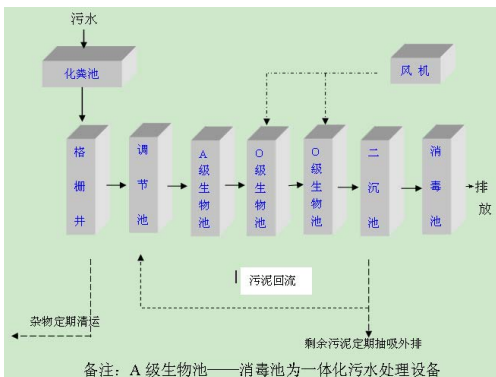 污水
化粪池
风机
格栅井
调节池
A级生物池
O级生物池
O级生物池
二沉池
消毒池
排放
污泥回流
杂物定期清运
剩余污泥定期抽吸外排
备注：A 级生物池——消毒池为一体化污水处理设备